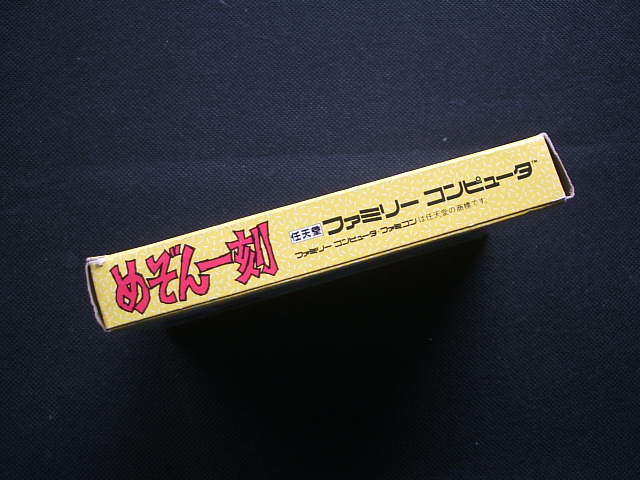 めぞん一刻
任天堂 ファミリー コンピュータ™
ファミリー コンピュータ・ファミコンは任天堂の商標です。